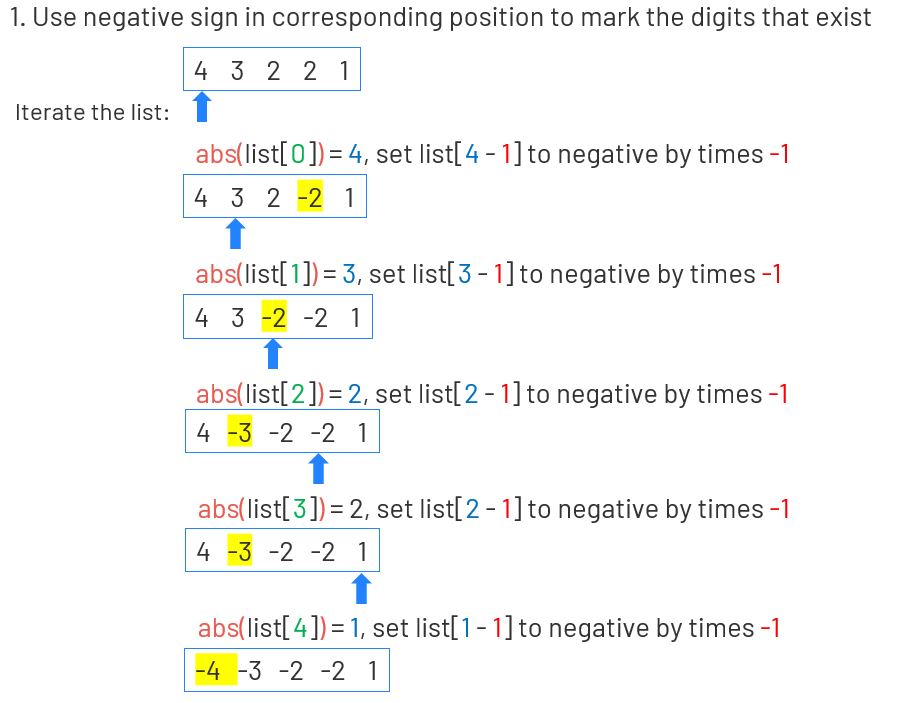 1. Use negative sign in corresponding position to mark the digits that exist
4 3 2 2 1
Iterate the list:
abs(list[0]) = 4, set list[4 - 1] to negative by times -1
4 3 2 -2 1
abs(list[1]) = 3, set list[3 - 1] to negative by times -1
4 3 -2 -2 1
abs(list[2]) = 2, set list[2 - 1] to negative by times -1
4 -3 -2 -2 1
abs(list[3]) = 2, set list[2 - 1] to negative by times -1
4 -3 -2 -2 1
abs(list[4]) = 1, set list[1 - 1] to negative by times -1
-4 -3 -2 -2 1